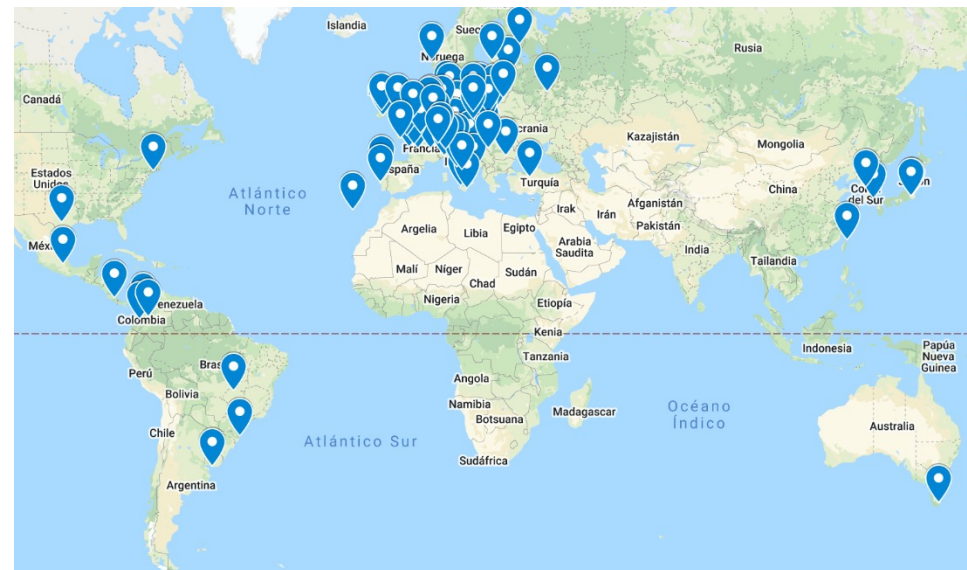 Islandia
Suec
Noruega
Rusia
Canadá
Ucrania
Kazajistán
Mongolia
Francia
Estados
Unidos
España
Turquía
China
Corea
del Sur
Japón
Atlántico
Norte
Afganistán
Irak
Irán
Pakistán
Argelia
Libia
Egipto
Arabia
Saudita
India
México
Malí
Níger
Chad
Sudán
Tailandia
Nigeria
Etiopía
Venezuela
Colombia
Kenia
Indonesia
Papúa
Nueva
Guinea
Tanzania
Perú
Brasil
Angola
Bolivia
Namibia
Botsuana
Madagascar
Océano
Índico
Chile
Atlántico Sur
Australia
Sudáfrica
Argentina